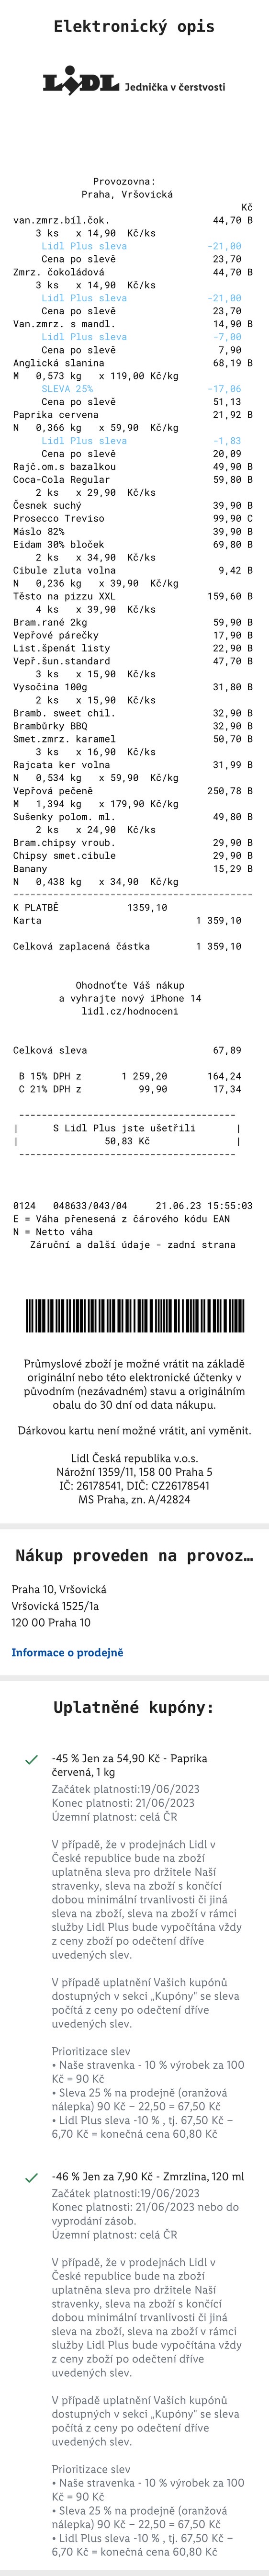 Elektronický opis
LIDL Jednička v čerstvosti
Provozovna:
Praha, Vršovická
Kč
van.zmrz.bíl.čok. 44,70 B
3 ks x 14,90 Kč/ks
Lidl Plus sleva -21,00
Cena po slevě 23,70
Zmrz. čokoládová 44,70 B
3 ks x 14,90 Kč/ks
Lidl Plus sleva -21,00
Cena po slevě 23,70
Van.zmrz. s mandl. 14,90 B
Lidl Plus sleva -7,00
Cena po slevě 7,90
Anglická slanina 68,19 B
M 0,573 kg x 119,00 Kč/kg
SLEVA 25% -17,06
Cena po slevě 51,13
Paprika cervena 21,92 B
N 0,366 kg x 59,90 Kč/kg
Lidl Plus sleva -1,83
Cena po slevě 20,09
Rajč.om.s bazalkou 49,90 B
Coca-Cola Regular 59,80 B
2 ks x 29,90 Kč/ks
Česnek suchý 39,90 B
Prosecco Treviso 99,90 C
Máslo 82% 39,90 B
Eidam 30% bloček 69,80 B
2 ks x 34,90 Kč/ks
Cibule zluta volna 9,42 B
N 0,236 kg x 39,90 Kč/kg
Těsto na pizzu XXL 159,60 B
4 ks x 39,90 Kč/ks
Bram.rané 2kg 59,90 B
Vepřové párečky 17,90 B
List.špenát listy 22,90 B
Vepř.šun.standard 47,70 B
3 ks x 15,90 Kč/ks
Vysočina 100g 31,80 B
2 ks x 15,90 Kč/ks
Bramb. sweet chil. 32,90 B
Brambůrky BBQ 32,90 B
Smet.zmrz. karamel 50,70 B
3 ks x 16,90 Kč/ks
Rajcata ker volna 31,99 B
N 0,534 kg x 59,90 Kč/kg
Vepřová pečeně 250,78 B
M 1,394 kg x 179,90 Kč/kg
Sušenky polom. ml. 49,80 B
2 ks x 24,90 Kč/ks
Bram.chipsy vroub. 29,90 B
Chipsy smet.cibule 29,90 B
Banany 15,29 B
N 0,438 kg x 34,90 Kč/kg
------------------------------------------
K PLATBĚ 1359,10
Karta 1 359,10
Celková zaplacená částka 1 359,10
Ohodnoťte Váš nákup
a vyhrajte nový iPhone 14
lidl.cz/hodnoceni
Celková sleva 67,89
B 15% DPH z 1 259,20 164,24
C 21% DPH z 99,90 17,34
--------------------------------------
| S Lidl Plus jste ušetřili |
| 50,83 Kč |
--------------------------------------
0124 048633/043/04 21.06.23 15:55:03
E = Váha přenesená z čárového kódu EAN
N = Netto váha
Záruční a další údaje - zadní strana
Průmyslové zboží je možné vrátit na základě
originální nebo této elektronické účtenky v
původním (nezávadném) stavu a originálním
obalu do 30 dní od data nákupu.
Dárkovou kartu není možné vrátit, ani vyměnit.
Lidl Česká republika v.o.s.
Nárožní 1359/11, 158 00 Praha 5
IČ: 26178541, DIČ: CZ26178541
MS Praha, zn. A/42824
Nákup proveden na provoz…
Praha 10, Vršovická
Vršovická 1525/1a
120 00 Praha 10
Informace o prodejně
Uplatněné kupóny:
-45 % Jen za 54,90 Kč - Paprika
červená, 1 kg
Začátek platnosti:19/06/2023
Konec platnosti: 21/06/2023
Územní platnost: celá ČR
V případě, že v prodejnách Lidl v
České republice bude na zboží
uplatněna sleva pro držitele Naší
stravenky, sleva na zboží s končící
dobou minimální trvanlivosti či jiná
sleva na zboží, sleva na zboží v rámci
služby Lidl Plus bude vypočítána vždy
z ceny zboží po odečtení dříve
uvedených slev.
V případě uplatnění Vašich kupónů
dostupných v sekci „Kupóny" se sleva
počítá z ceny po odečtení dříve
uvedených slev.
Prioritizace slev
• Naše stravenka - 10 % výrobek za 100
Kč = 90 Kč
• Sleva 25 % na prodejně (oranžová
nálepka) 90 Kč – 22,50 = 67,50 Kč
• Lidl Plus sleva -10 % , tj. 67,50 Kč –
6,70 Kč = konečná cena 60,80 Kč
-46 % Jen za 7,90 Kč - Zmrzlina, 120 ml
Začátek platnosti:19/06/2023
Konec platnosti: 21/06/2023 nebo do
vyprodání zásob.
Územní platnost: celá ČR
V případě, že v prodejnách Lidl v
České republice bude na zboží
uplatněna sleva pro držitele Naší
stravenky, sleva na zboží s končící
dobou minimální trvanlivosti či jiná
sleva na zboží, sleva na zboží v rámci
služby Lidl Plus bude vypočítána vždy
z ceny zboží po odečtení dříve
uvedených slev.
V případě uplatnění Vašich kupónů
dostupných v sekci „Kupóny" se sleva
počítá z ceny po odečtení dříve
uvedených slev.
Prioritizace slev
• Naše stravenka - 10 % výrobek za 100
Kč = 90 Kč
• Sleva 25 % na prodejně (oranžová
nálepka) 90 Kč – 22,50 = 67,50 Kč
• Lidl Plus sleva -10 % , tj. 67,50 Kč –
6,70 Kč = konečná cena 60,80 Kč